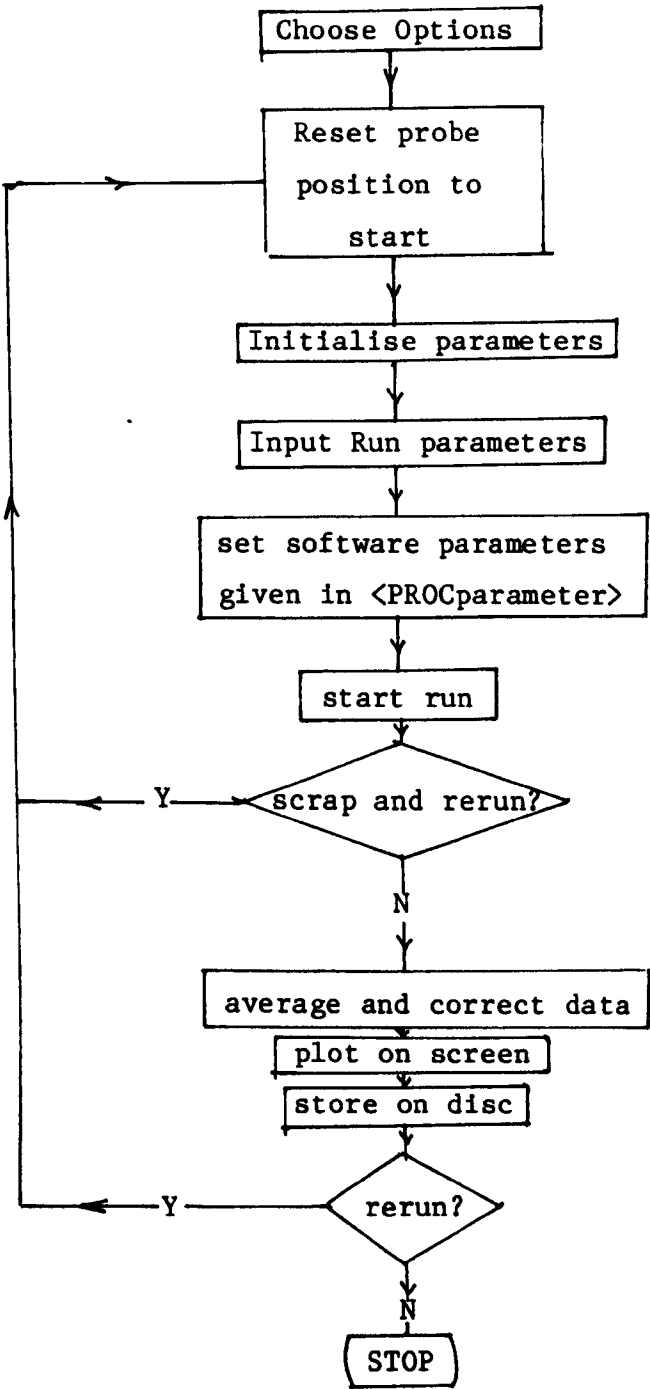 Choose Options
Reset probe
position to
start
Initialise parameters
Input Run parameters
set software parameters
given in <PROCparameter>
start run
scrap and rerun?
Y
N
average and correct data
plot on screen
store on disc
rerun?
Y
N
STOP